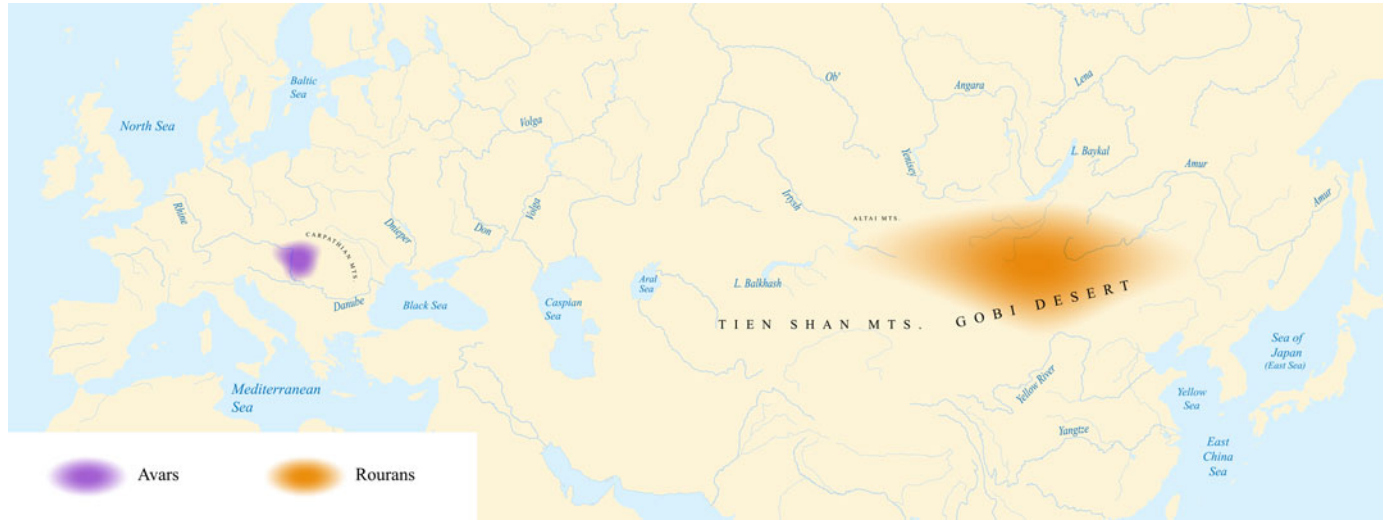 Baltic
Sea
North Sea
Ob'
Angara
Lena
Volga
L. Baykal
Amur
Yenisey
Irtysh
Amur
Rhine
Volga
ALTAI MTS.
Dnieper
Don
CARPATHIAN MTS.
Danube
Black Sea
Caspian
Sea
Aral
Sea
L. Balkhash
TIEN SHAN MTS.
GOBI DESERT
Sea of
Japan
(East Sea)
Mediterranean
Sea
Yellow River
Yellow
Sea
Yangtze
East
China
Sea
Avars
Rourans